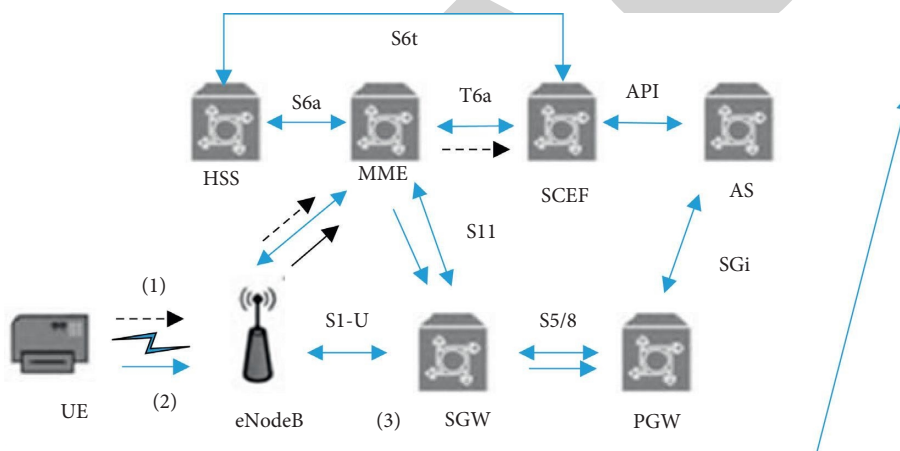 S6t
S6a
T6a
API
HSS
MME
SCEF
AS
S11
SGi
(1)
S1-U
S5/8
UE
(2)
eNodeB
(3)
SGW
PGW